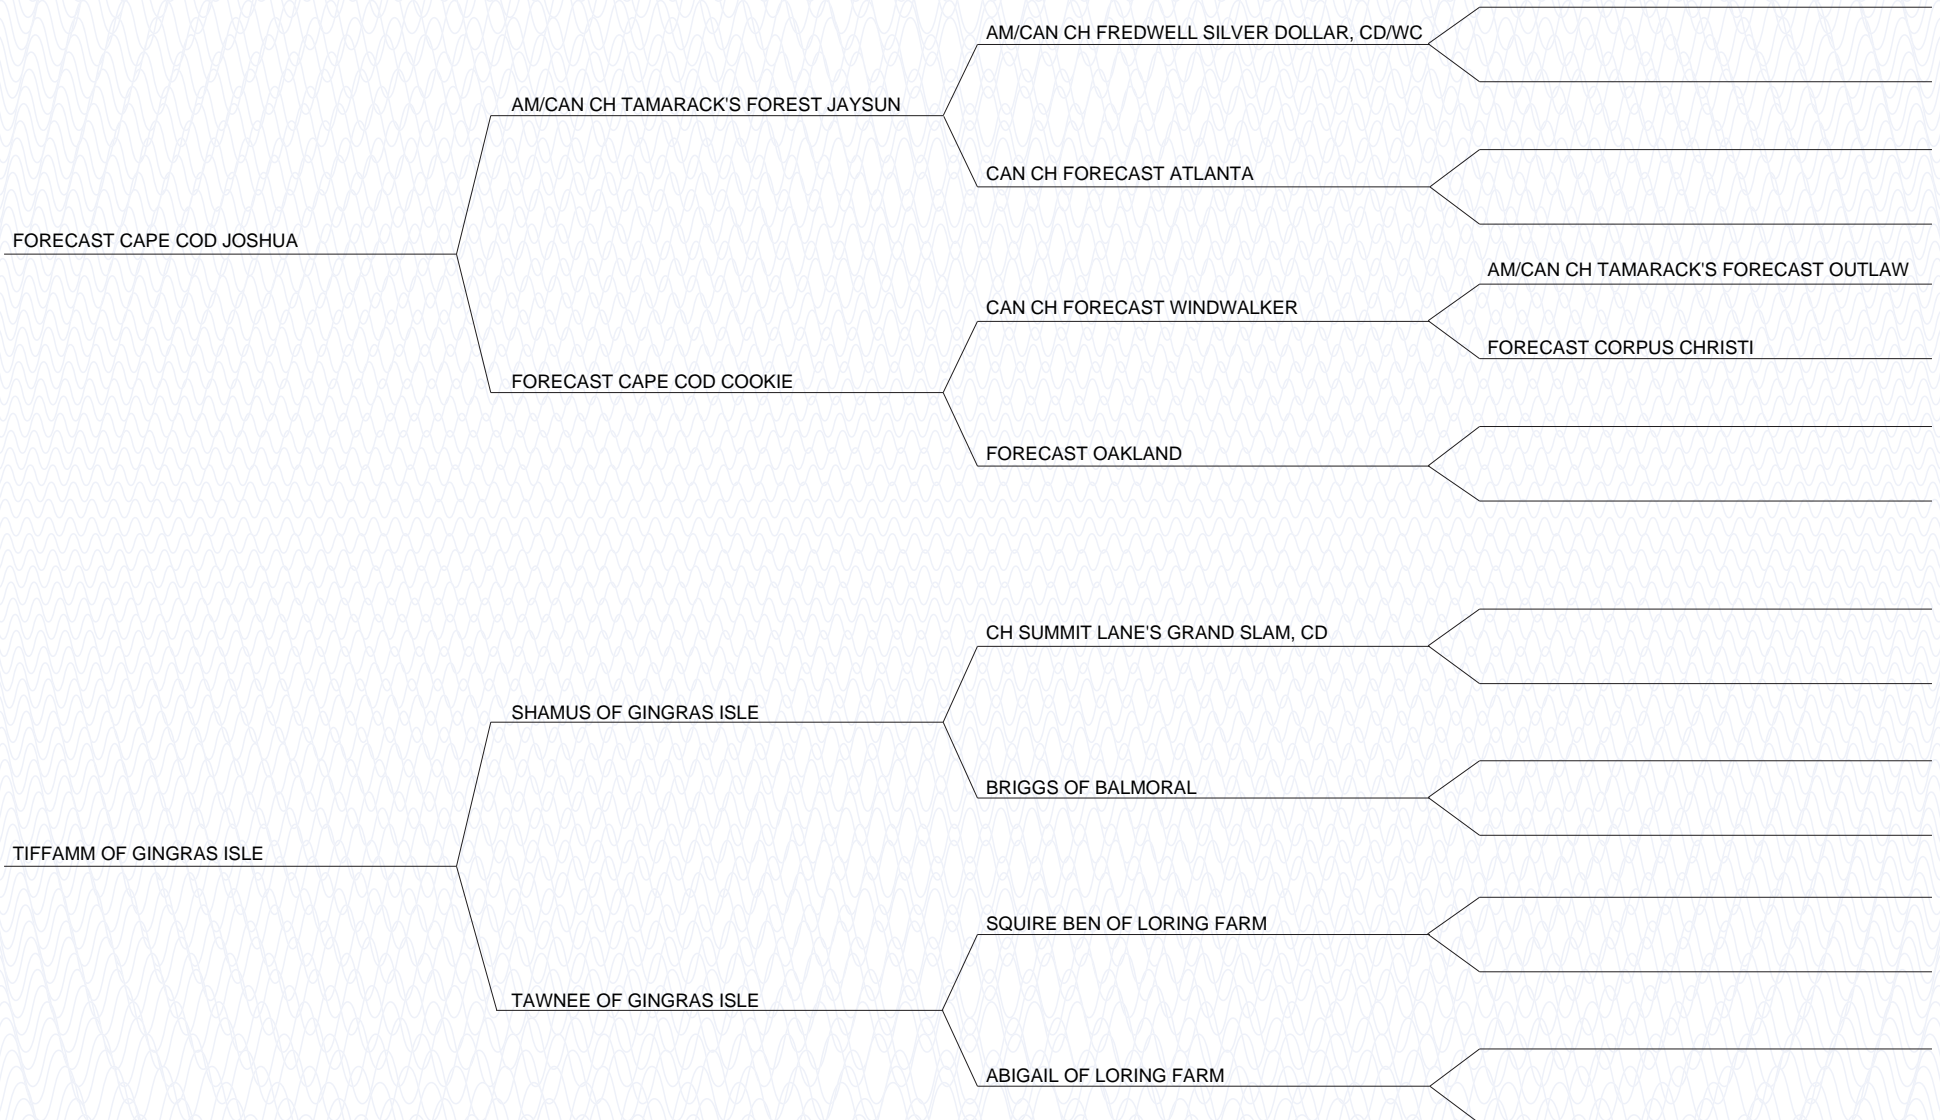 AM/CAN CH FREDWELL SILVER DOLLAR, CD/WC
AM/CAN CH TAMARACK'S FOREST JAYSUN
CAN CH FORECAST ATLANTA
FORECAST CAPE COD JOSHUA
AM/CAN CH TAMARACK'S FORECAST OUTLAW
CAN CH FORECAST WINDWALKER
FORECAST CORPUS CHRISTI
FORECAST CAPE COD COOKIE
FORECAST OAKLAND
CH SUMMIT LANE'S GRAND SLAM, CD
SHAMUS OF GINGRAS ISLE
BRIGGS OF BALMORAL
TIFFAMM OF GINGRAS ISLE
SQUIRE BEN OF LORING FARM
TAWNEE OF GINGRAS ISLE
ABIGAIL OF LORING FARM